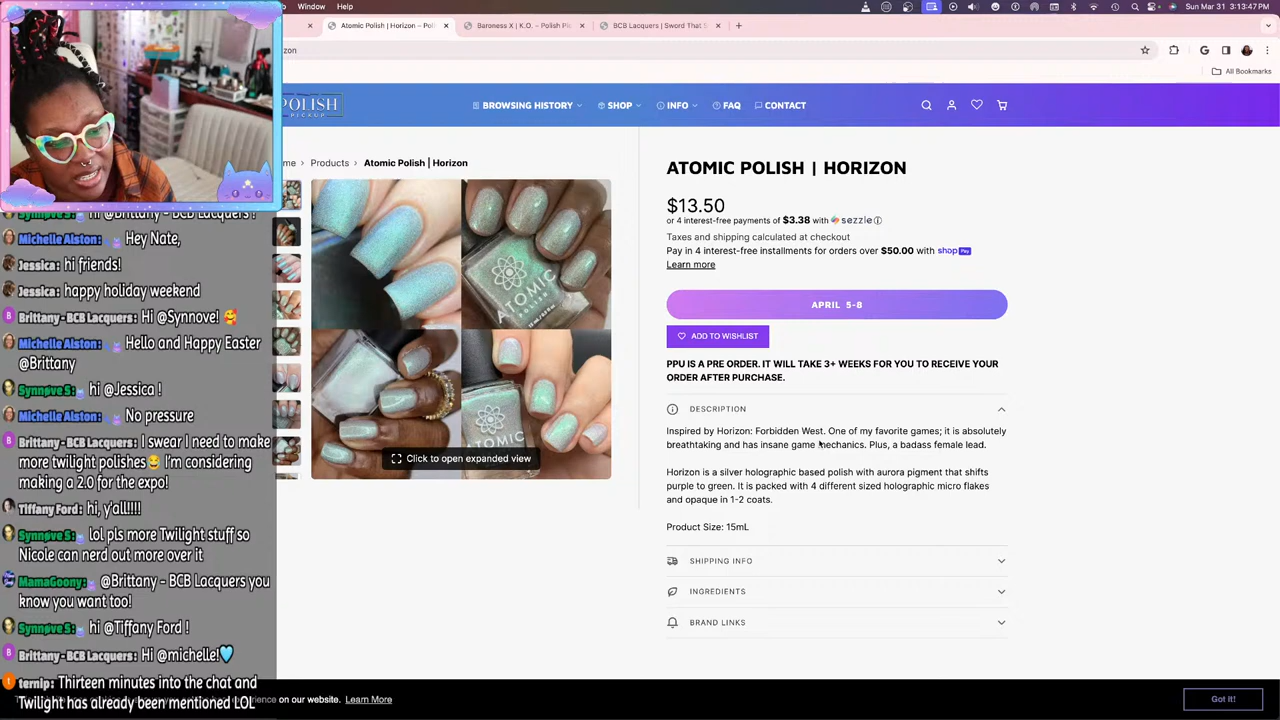 Window Help
Sun Mar 31 3:13:47 PM
Atomic Polish | Horizon – Poli
Baroness X | K.O. – Polish Pi
BCB Lacquers | Sword That S
zon
All Bookmarks
POLISH
PICKUP
BROWSING HISTORY
SHOP
INFO
FAQ
CONTACT
me > Products > Atomic Polish | Horizon
ATOMIC
POLISH
ATOMIC
POLISH
Click to open expanded view
ATOMIC POLISH | HORIZON
$13.50
or 4 interest-free payments of $3.38 with sezzle
Taxes and shipping calculated at checkout
Pay in 4 interest-free installments for orders over $50.00 with shop Pay
Learn more
APRIL 5-8
ADD TO WISHLIST
PPU IS A PRE ORDER. IT WILL TAKE 3+ WEEKS FOR YOU TO RECEIVE YOUR
ORDER AFTER PURCHASE.
DESCRIPTION
Inspired by Horizon: Forbidden West. One of my favorite games; it is absolutely
breathtaking and has insane game mechanics. Plus, a badass female lead.
Horizon is a silver holographic based polish with aurora pigment that shifts
purple to green. It is packed with 4 different sized holographic micro flakes
and opaque in 1-2 coats.
Product Size: 15mL
SHIPPING INFO
INGREDIENTS
BRAND LINKS
Synnøve S: hi @Brittany - BCB Lacquers !
Michelle Alston: Hey Nate,
Jessica: hi friends!
Jessica: happy holiday weekend
Brittany - BCB Lacquers: Hi @Synnove! 🥰
Michelle Alston: Hello and Happy Easter
@Brittany
Synnøve S: hi @Jessica !
Michelle Alston: No pressure
Brittany - BCB Lacquers: I swear I need to make
more twilight polishes😂 I'm considering
making a 2.0 for the expo!
Tiffany Ford: hi, y'all!!!!
Synnøve S: lol pls more Twilight stuff so
Nicole can nerd out more over it
MamaGoony: @Brittany - BCB Lacquers you
know you want too!
Synnøve S: hi @Tiffany Ford !
Brittany - BCB Lacquers: Hi @michelle!🩵
ternip: Thirteen minutes into the chat and
Twilight has already been mentioned LOL
on our website. Learn More
Got it!